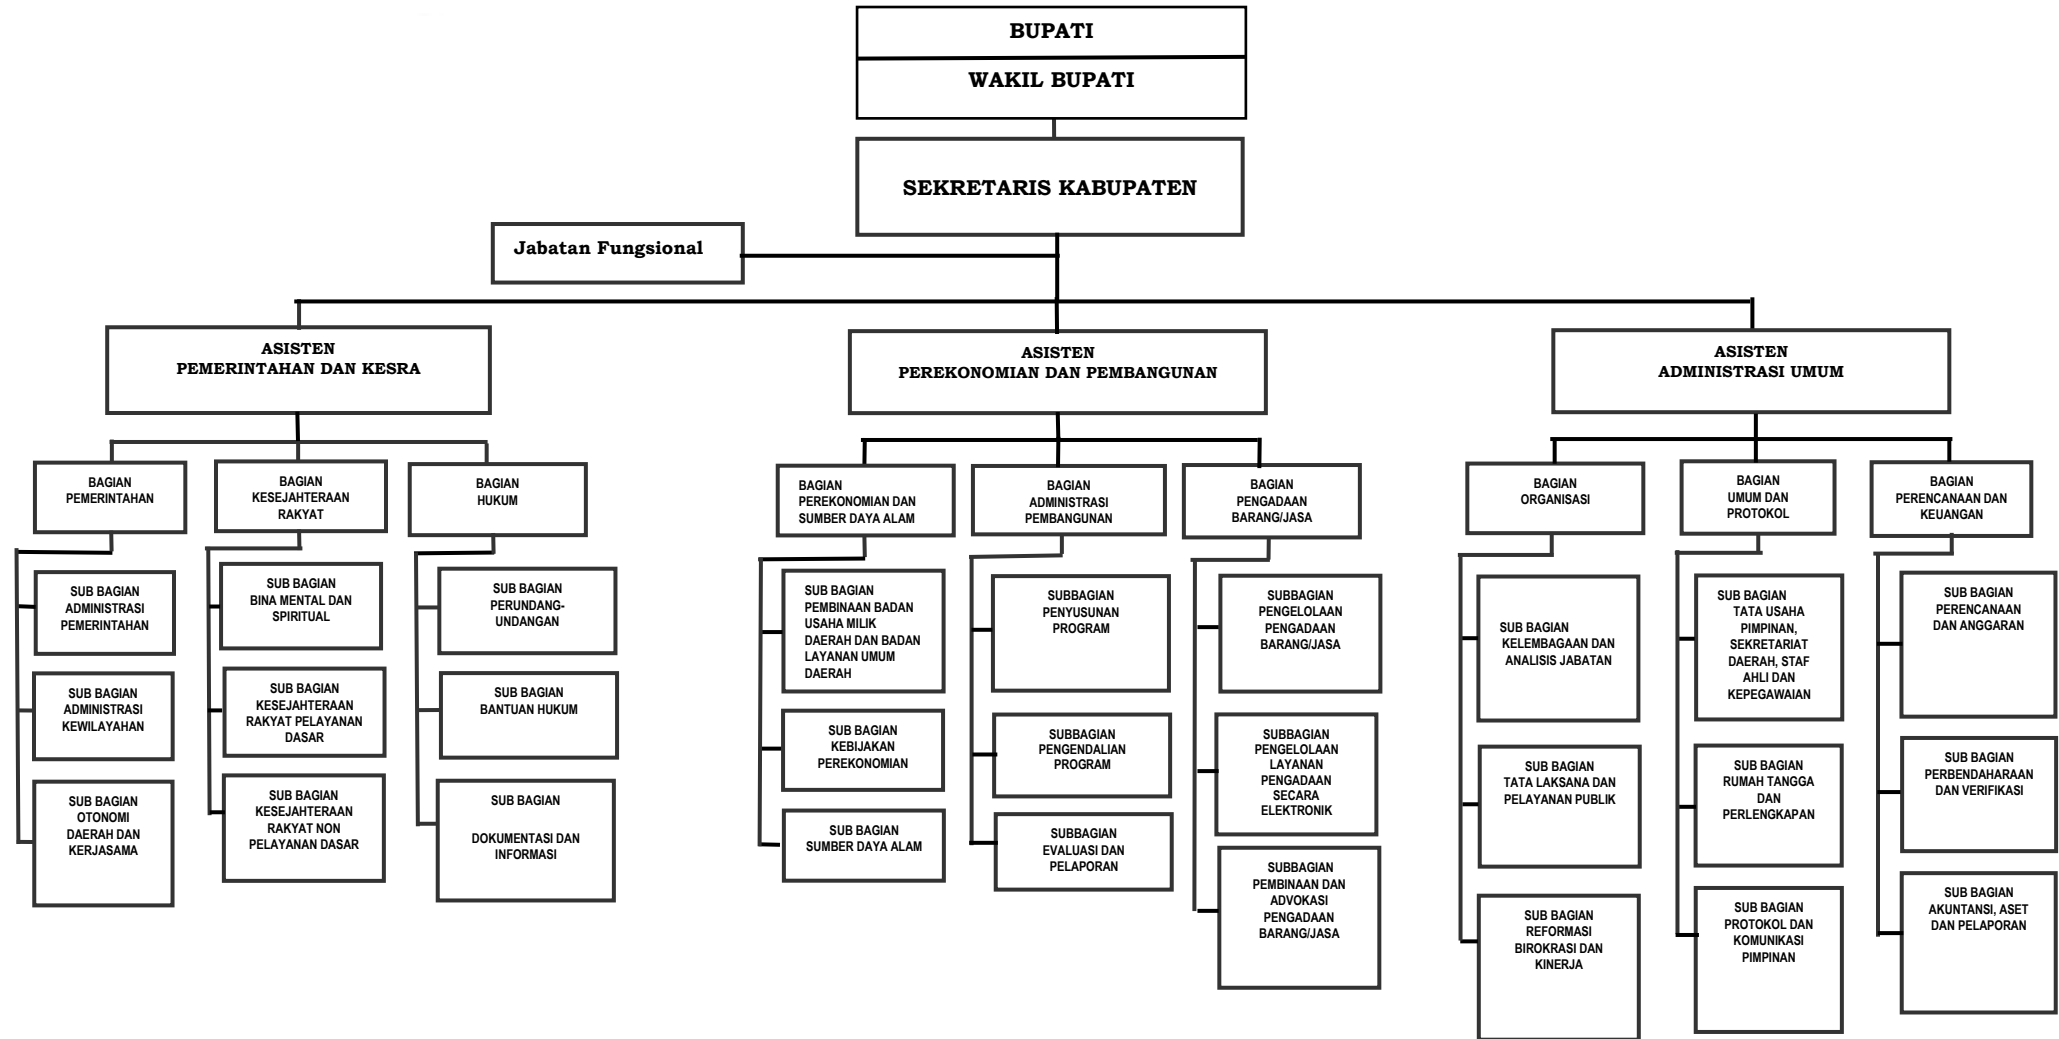 BUPATI
WAKIL BUPATI
SEKRETARIS KABUPATEN
Jabatan Fungsional
ASISTEN
PEMERINTAHAN DAN KESRA
ASISTEN
PEREKONOMIAN DAN PEMBANGUNAN
ASISTEN
ADMINISTRASI UMUM
BAGIAN
PEMERINTAHAN
BAGIAN
KESEJAHTERAAN
RAKYAT
BAGIAN
HUKUM
BAGIAN
PEREKONOMIAN DAN
SUMBER DAYA ALAM
BAGIAN
ADMINISTRASI
PEMBANGUNAN
BAGIAN
PENGADAAN
BARANG/JASA
BAGIAN
ORGANISASI
BAGIAN
UMUM DAN
PROTOKOL
BAGIAN
PERENCANAAN DAN
KEUANGAN
SUB BAGIAN
ADMINISTRASI
PEMERINTAHAN
SUB BAGIAN
ADMINISTRASI
KEWILAYAHAN
SUB BAGIAN
OTONOMI
DAERAH DAN
KERJASAMA
SUB BAGIAN
BINA MENTAL DAN
SPIRITUAL
SUB BAGIAN
KESEJAHTERAAN
RAKYAT PELAYANAN
DASAR
SUB BAGIAN
KESEJAHTERAAN
RAKYAT NON
PELAYANAN DASAR
SUB BAGIAN
PERUNDANG-
UNDANGAN
SUB BAGIAN
BANTUAN HUKUM
SUB BAGIAN
DOKUMENTASI DAN
INFORMASI
SUB BAGIAN
PEMBINAAN BADAN
USAHA MILIK
DAERAH DAN BADAN
LAYANAN UMUM
DAERAH
SUB BAGIAN
KEBIJAKAN
PEREKONOMIAN
SUB BAGIAN
SUMBER DAYA ALAM
SUBBAGIAN
PENYUSUNAN
PROGRAM
SUBBAGIAN
PENGENDALIAN
PROGRAM
SUBBAGIAN
EVALUASI DAN
PELAPORAN
SUBBAGIAN
PENGELOLAAN
PENGADAAN
BARANG/JASA
SUBBAGIAN
PENGELOLAAN
LAYANAN
PENGADAAN
SECARA
ELEKTRONIK
SUBBAGIAN
PEMBINAAN DAN
ADVOKASI
PENGADAAN
BARANG/JASA
SUB BAGIAN
KELEMBAGAAN DAN
ANALISIS JABATAN
SUB BAGIAN
TATA LAKSANA DAN
PELAYANAN PUBLIK
SUB BAGIAN
REFORMASI
BIROKRASI DAN
KINERJA
SUB BAGIAN
TATA USAHA
PIMPINAN,
SEKRETARIAT
DAERAH, STAF
AHLI DAN
KEPEGAWAIAN
SUB BAGIAN
RUMAH TANGGA
DAN
PERLENGKAPAN
SUB BAGIAN
PROTOKOL DAN
KOMUNIKASI
PIMPINAN
SUB BAGIAN
PERENCANAAN
DAN ANGGARAN
SUB BAGIAN
PERBENDAHARAAN
DAN VERIFIKASI
SUB BAGIAN
AKUNTANSI, ASET
DAN PELAPORAN